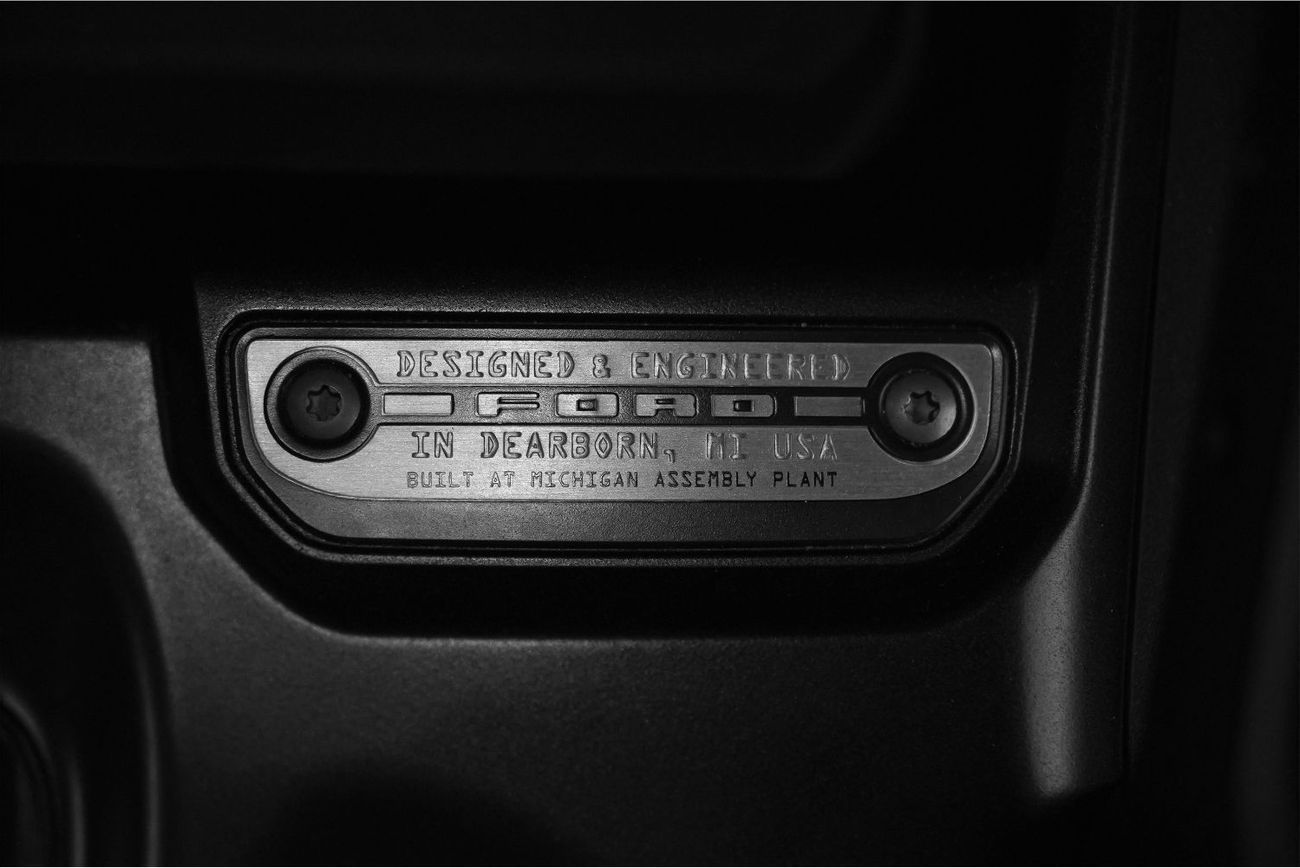 DESIGNED & ENGINEERED
FORD
IN DEARBORN, MI USA
BUILT AT MICHIGAN ASSEMBLY PLANT